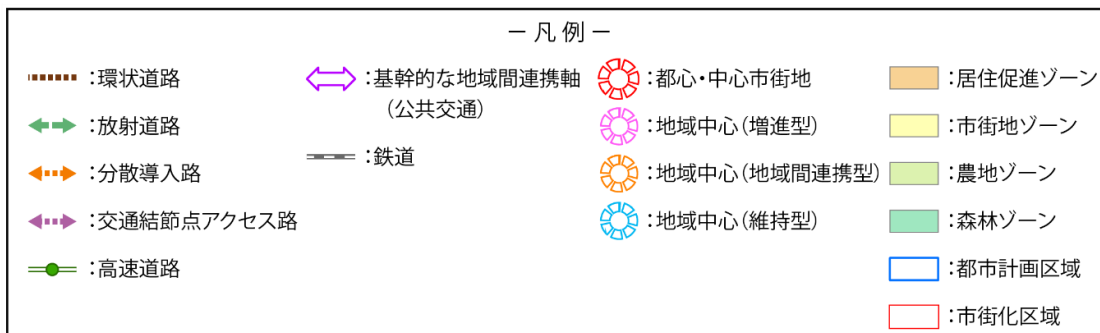 －凡例－
：環状道路
：放射道路
：分散導入路
：交通結節点アクセス路
：高速道路
：基幹的な地域間連携軸
（公共交通）
：鉄道
：都心・中心市街地
：地域中心（増進型）
：地域中心（地域間連携型）
：地域中心（維持型）
：居住促進ゾーン
：市街地ゾーン
：農地ゾーン
：森林ゾーン
：都市計画区域
：市街化区域